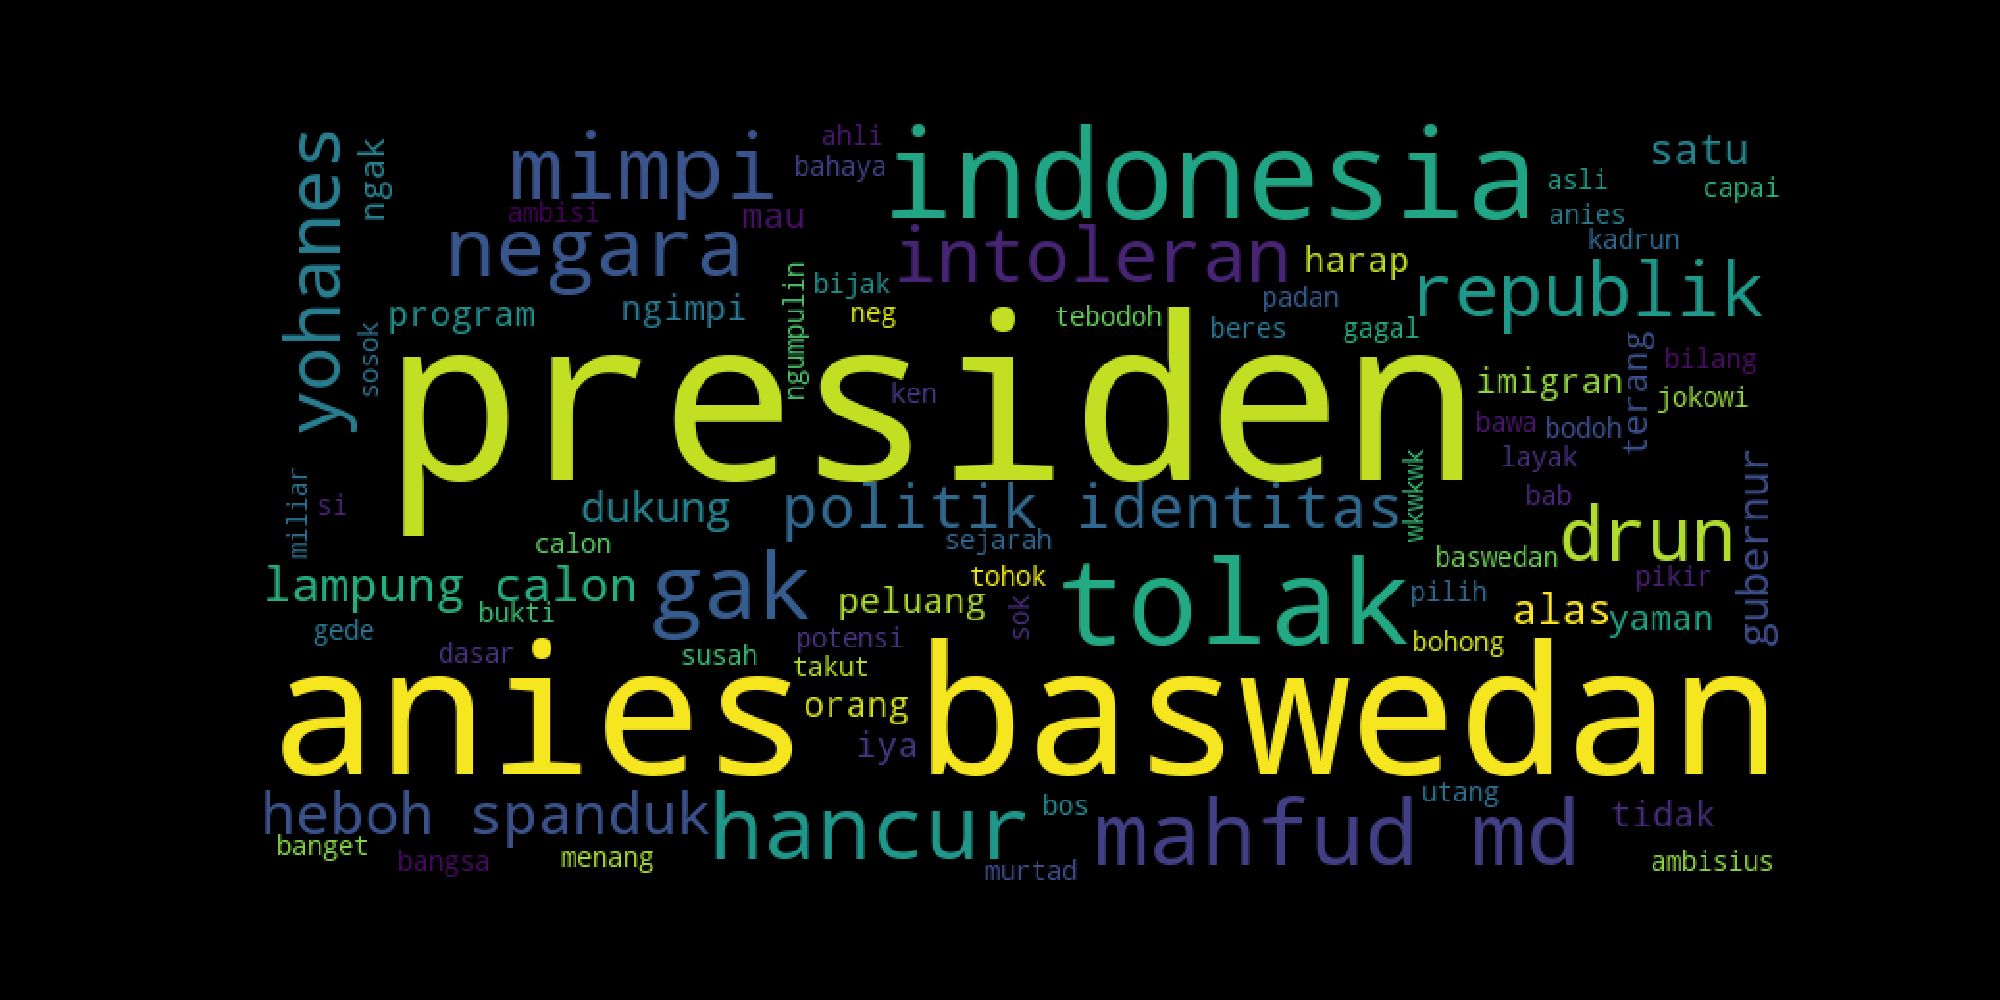 yohanes
ngak
mimpi
ahli
bahaya
indonesia
satu
asli
capai
ambisi
mau
anies
kadrun
negara
intoleran
harap
republik
program
ngimpi
ngumpulin
bijak
neg
tebodoh
padan
beres
gagal
sosok
presiden
ken
imigran
terang
bilang
jokowi
bawa
bodoh
layak
miliar
si
dukung
politik identitas
wkwkwk
bab
gubernur
calon
sejarah
baswedan
drun
lampung calon
bukti
gak
tohok
peluang
sok
tolak
pilih
pikir
alas
yaman
gede
dasar
susah
potensi
takut
bohong
anies baswedan
orang
iya
heboh spanduk
hancur
bos
mahfud md
utang
tidak
banget
bangsa
menang
murtad
ambisius